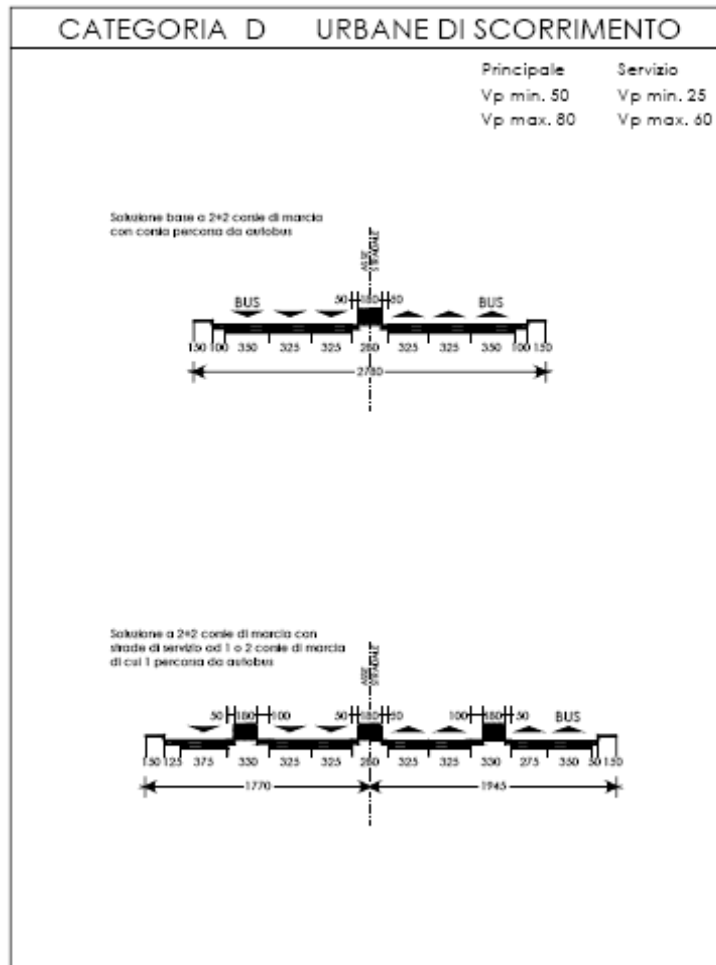 CATEGORIA D URBANE DI SCORRIMENTO
Principale Servizio
Vp min. 50 Vp min. 25
Vp max. 80 Vp max. 60
Soluzione base a 2+2 corsie di marcia
con corsia percorsa da autobus
ASSE
STRADALE
50 180 50
BUS BUS
150 100 350 325 325 280 325 325 350 100 150
2780
Soluzione a 2+2 corsie di marcia con
strade di servizio ad 1 o 2 corsie di marcia
di cui 1 percorsa da autobus
ASSE
STRADALE
50 180 100 50 180 50 100 180 50
BUS
150 125 375 330 325 325 280 325 325 330 275 350 50 150
1770 1945